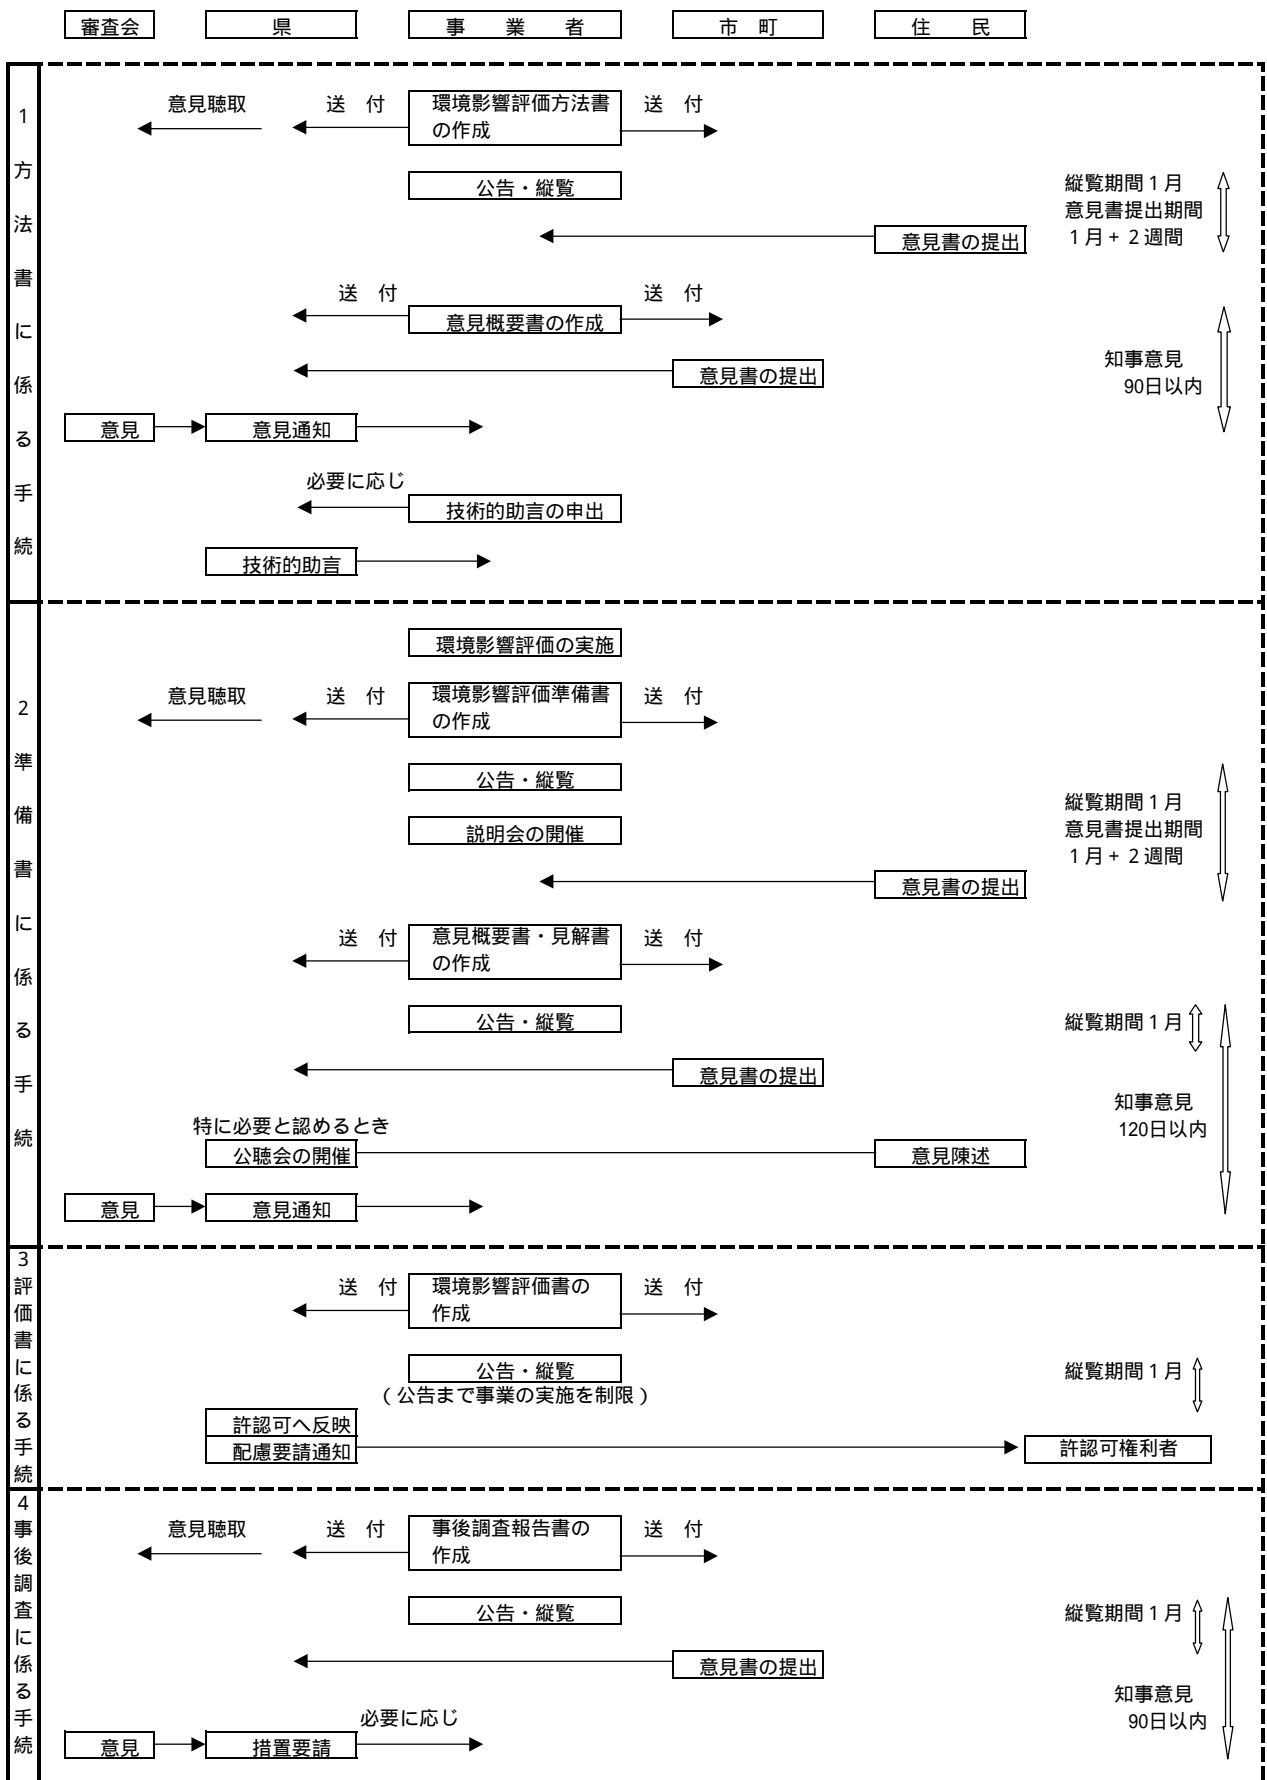 審査会
県
事　業　者
市　町
住　民
1 方法書に係る手続
意見聴取
送　付
環境影響評価方法書
の作成
送　付
公告・縦覧
縦覧期間１月
意見書提出期間
１月＋２週間
意見書の提出
送　付
意見概要書の作成
送　付
意見書の提出
知事意見
90日以内
意見
意見通知
必要に応じ
技術的助言の申出
技術的助言
2 準備書に係る手続
環境影響評価の実施
意見聴取
送　付
環境影響評価準備書
の作成
送　付
公告・縦覧
説明会の開催
縦覧期間１月
意見書提出期間
１月＋２週間
意見書の提出
送　付
意見概要書・見解書
の作成
送　付
公告・縦覧
縦覧期間１月
意見書の提出
知事意見
120日以内
特に必要と認めるとき
公聴会の開催
意見陳述
意見
意見通知
3 評価書に係る手続
送　付
環境影響評価書の
作成
送　付
公告・縦覧
縦覧期間１月
（公告まで事業の実施を制限）
許認可へ反映
配慮要請通知
許認可権利者
4 事後調査に係る手続
意見聴取
送　付
事後調査報告書の
作成
送　付
公告・縦覧
縦覧期間１月
意見書の提出
知事意見
90日以内
必要に応じ
意見
措置要請